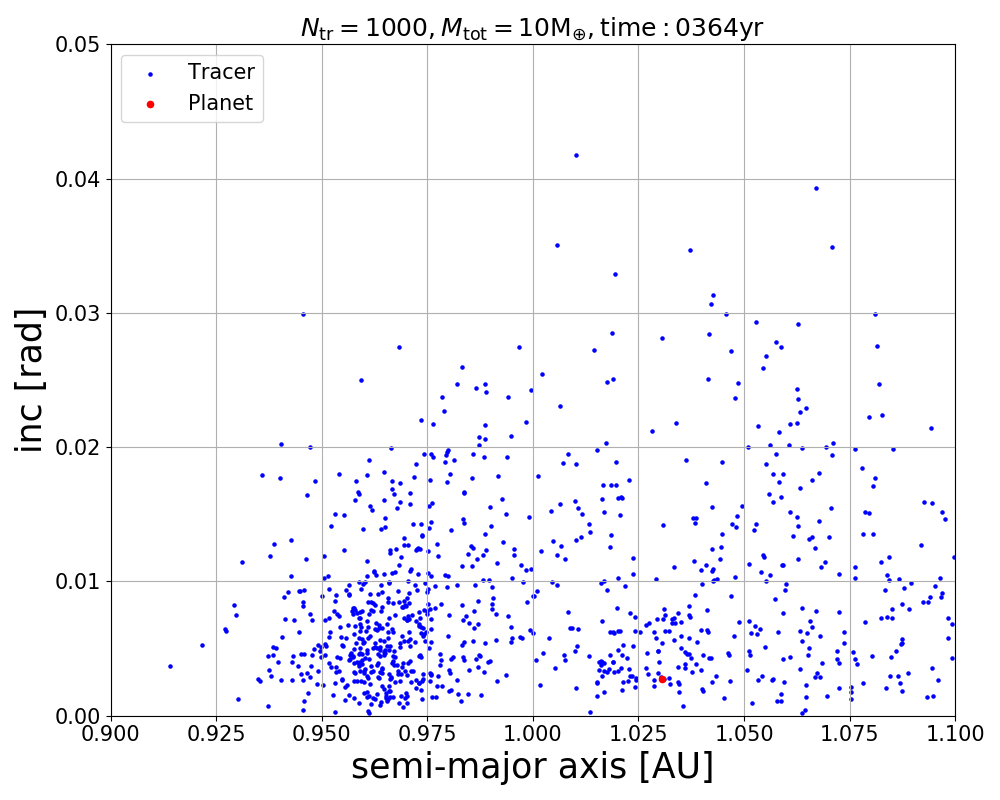 N_tr = 1000, M_tot = 10M_⊕, time : 0364yr
Tracer
Planet
0.05
0.04
0.03
0.02
0.01
0.00
inc [rad]
0.900 0.925 0.950 0.975 1.000 1.025 1.050 1.075 1.100
semi-major axis [AU]